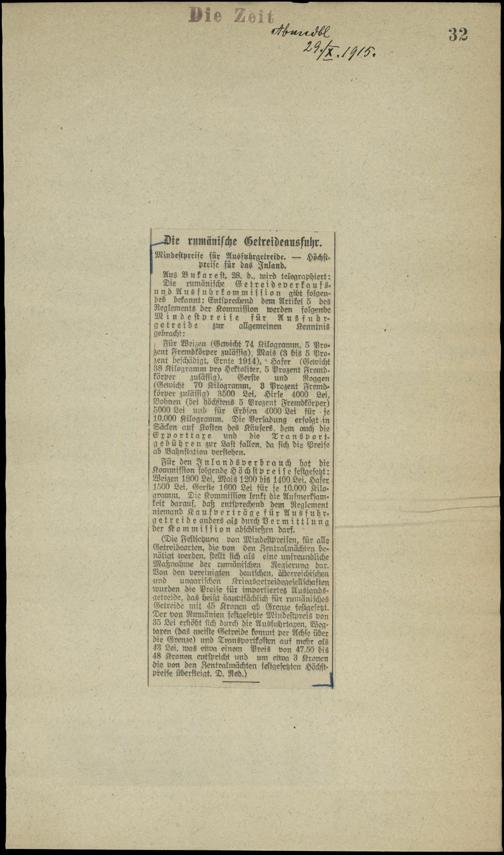 Die Zeit
Abendbl
29./X. 1915.
32
Die rumänische Getreideausfuhr.
Mindestpreise für Ausfuhrgetreide. — Höchst-
preise für das Inland.
Aus Bukarest, 28. d., wird telegraphiert:
Die rumänische Getreideverkaufs-
und Ausfuhrkommission gibt folgen-
des bekannt: Entsprechend dem Artikel 5 des
Reglements der Kommission werden folgende
Mindestpreise für Ausfuhr-
getreide zur allgemeinen Kenntnis
gebracht:
Für Weizen (Gewicht 74 Kilogramm, 5 Pro-
zent Fremdkörper zulässig), Mais (3 bis 5 Pro-
zent beschädigt, Ernte 1914), Hafer (Gewicht
38 Kilogramm pro Hektoliter, 5 Prozent Fremd-
körper zulässig), Gerste und Roggen
(Gewicht 70 Kilogramm, 3 Prozent Fremd-
körper zulässig) 3500 Lei, Hirse 4000 Lei,
Bohnen (bei höchstens 5 Prozent Fremdkörper)
5000 Lei und für Erbsen 4000 Lei für je
10.000 Kilogramm. Die Verladung erfolgt in
Säcken auf Kosten des Käufers, dem auch die
Exporttaxe und die Transport-
gebühren zur Last fallen, da sich die Preise
ab Bahnstation verstehen.
Für den Inlandsverbrauch hat die
Kommission folgende Höchstpreise festgesetzt:
Weizen 1800 Lei, Mais 1200 bis 1400 Lei, Hafer
1500 Lei, Gerste 1600 Lei für je 10.000 Kilo-
gramm. Die Kommission lenkt die Aufmerksam-
keit darauf, daß entsprechend dem Reglement
niemand Kaufverträge für Ausfuhr-
getreide anders als durch Vermittlung
der Kommission abschließen darf.
(Die Festsetzung von Mindestpreisen, für alle
Getreidearten, die von den Zentralmächten be-
nötigt werden, stellt sich als eine unfreundliche
Maßnahme der rumänischen Regierung dar.
Von den vereinigten deutschen, österreichischen
und ungarischen Kriegsgetreidegesellschaften
wurden die Preise für importiertes Auslands-
getreide, das heißt hauptsächlich für rumänisches
Getreide mit 45 Kronen ab Grenze festgesetzt.
Der von Rumänien festgesetzte Mindestpreis von
35 Lei erhöht sich durch die Ausfuhrtaxen, Weg-
taxen (das meiste Getreide kommt per Achse über
die Grenze) und Transportkosten auf mehr als
43 Lei, was etwa einem Preis von 47.50 bis
48 Kronen entspricht und um etwa 3 Kronen
die von den Zentralmächten festgesetzten Höchst-
preise übersteigt. D. Red.)